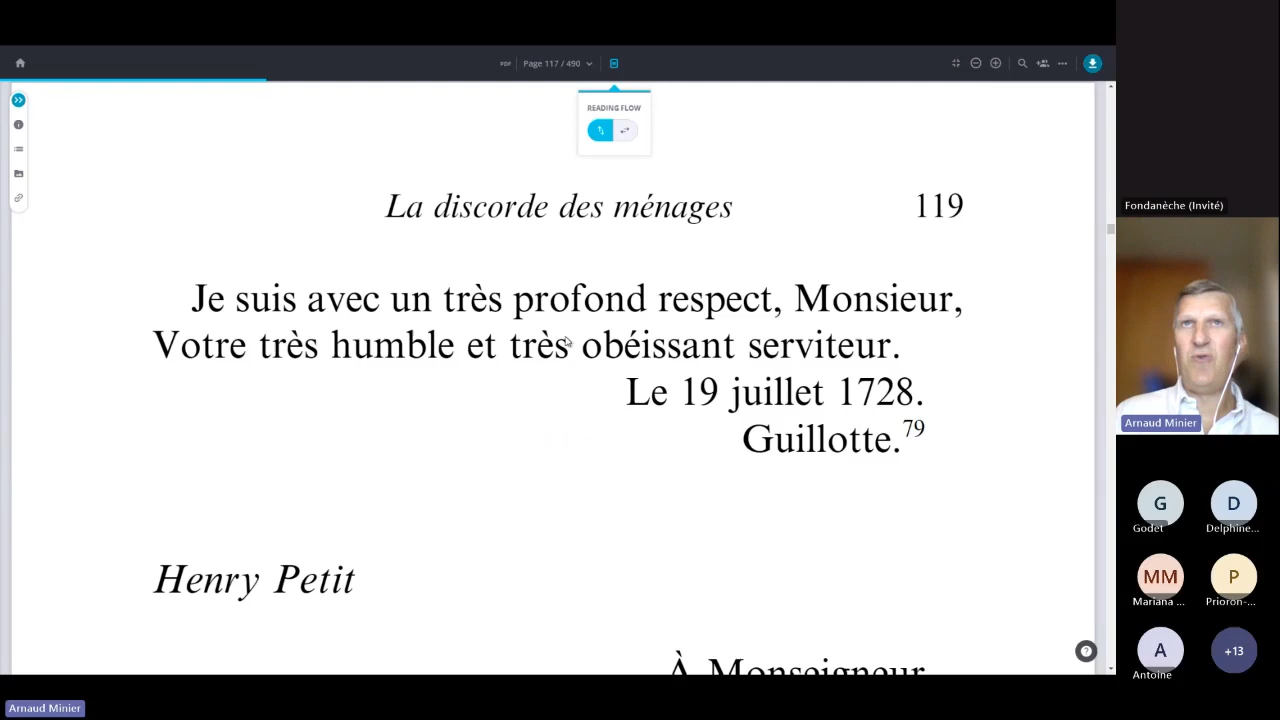 PDF
Page 117 / 490
READING FLOW
La discorde des ménages 119
Je suis avec un très profond respect, Monsieur,
Votre très humble et très obéissant serviteur.
Le 19 juillet 1728.
Guillotte.79
Henry Petit
À Monseigneur
Fondanèche (Invité)
Arnaud Minier
G
Godet
D
Delphine...
MM
Mariana ...
P
Prioron-...
A
Antoine
+13
Arnaud Minier